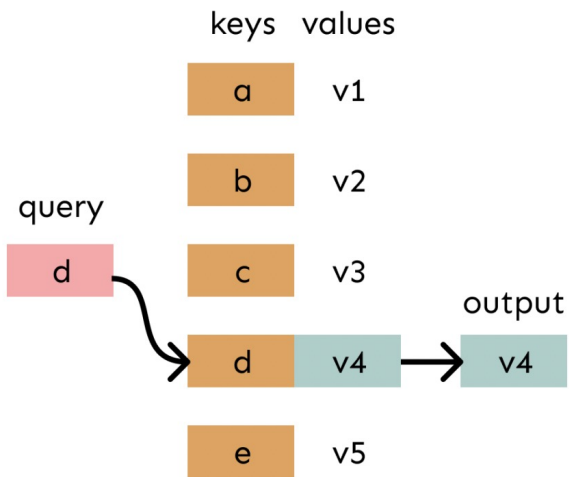 keys values
a v1
b v2
query
d
c v3
output
d v4
v4
e v5